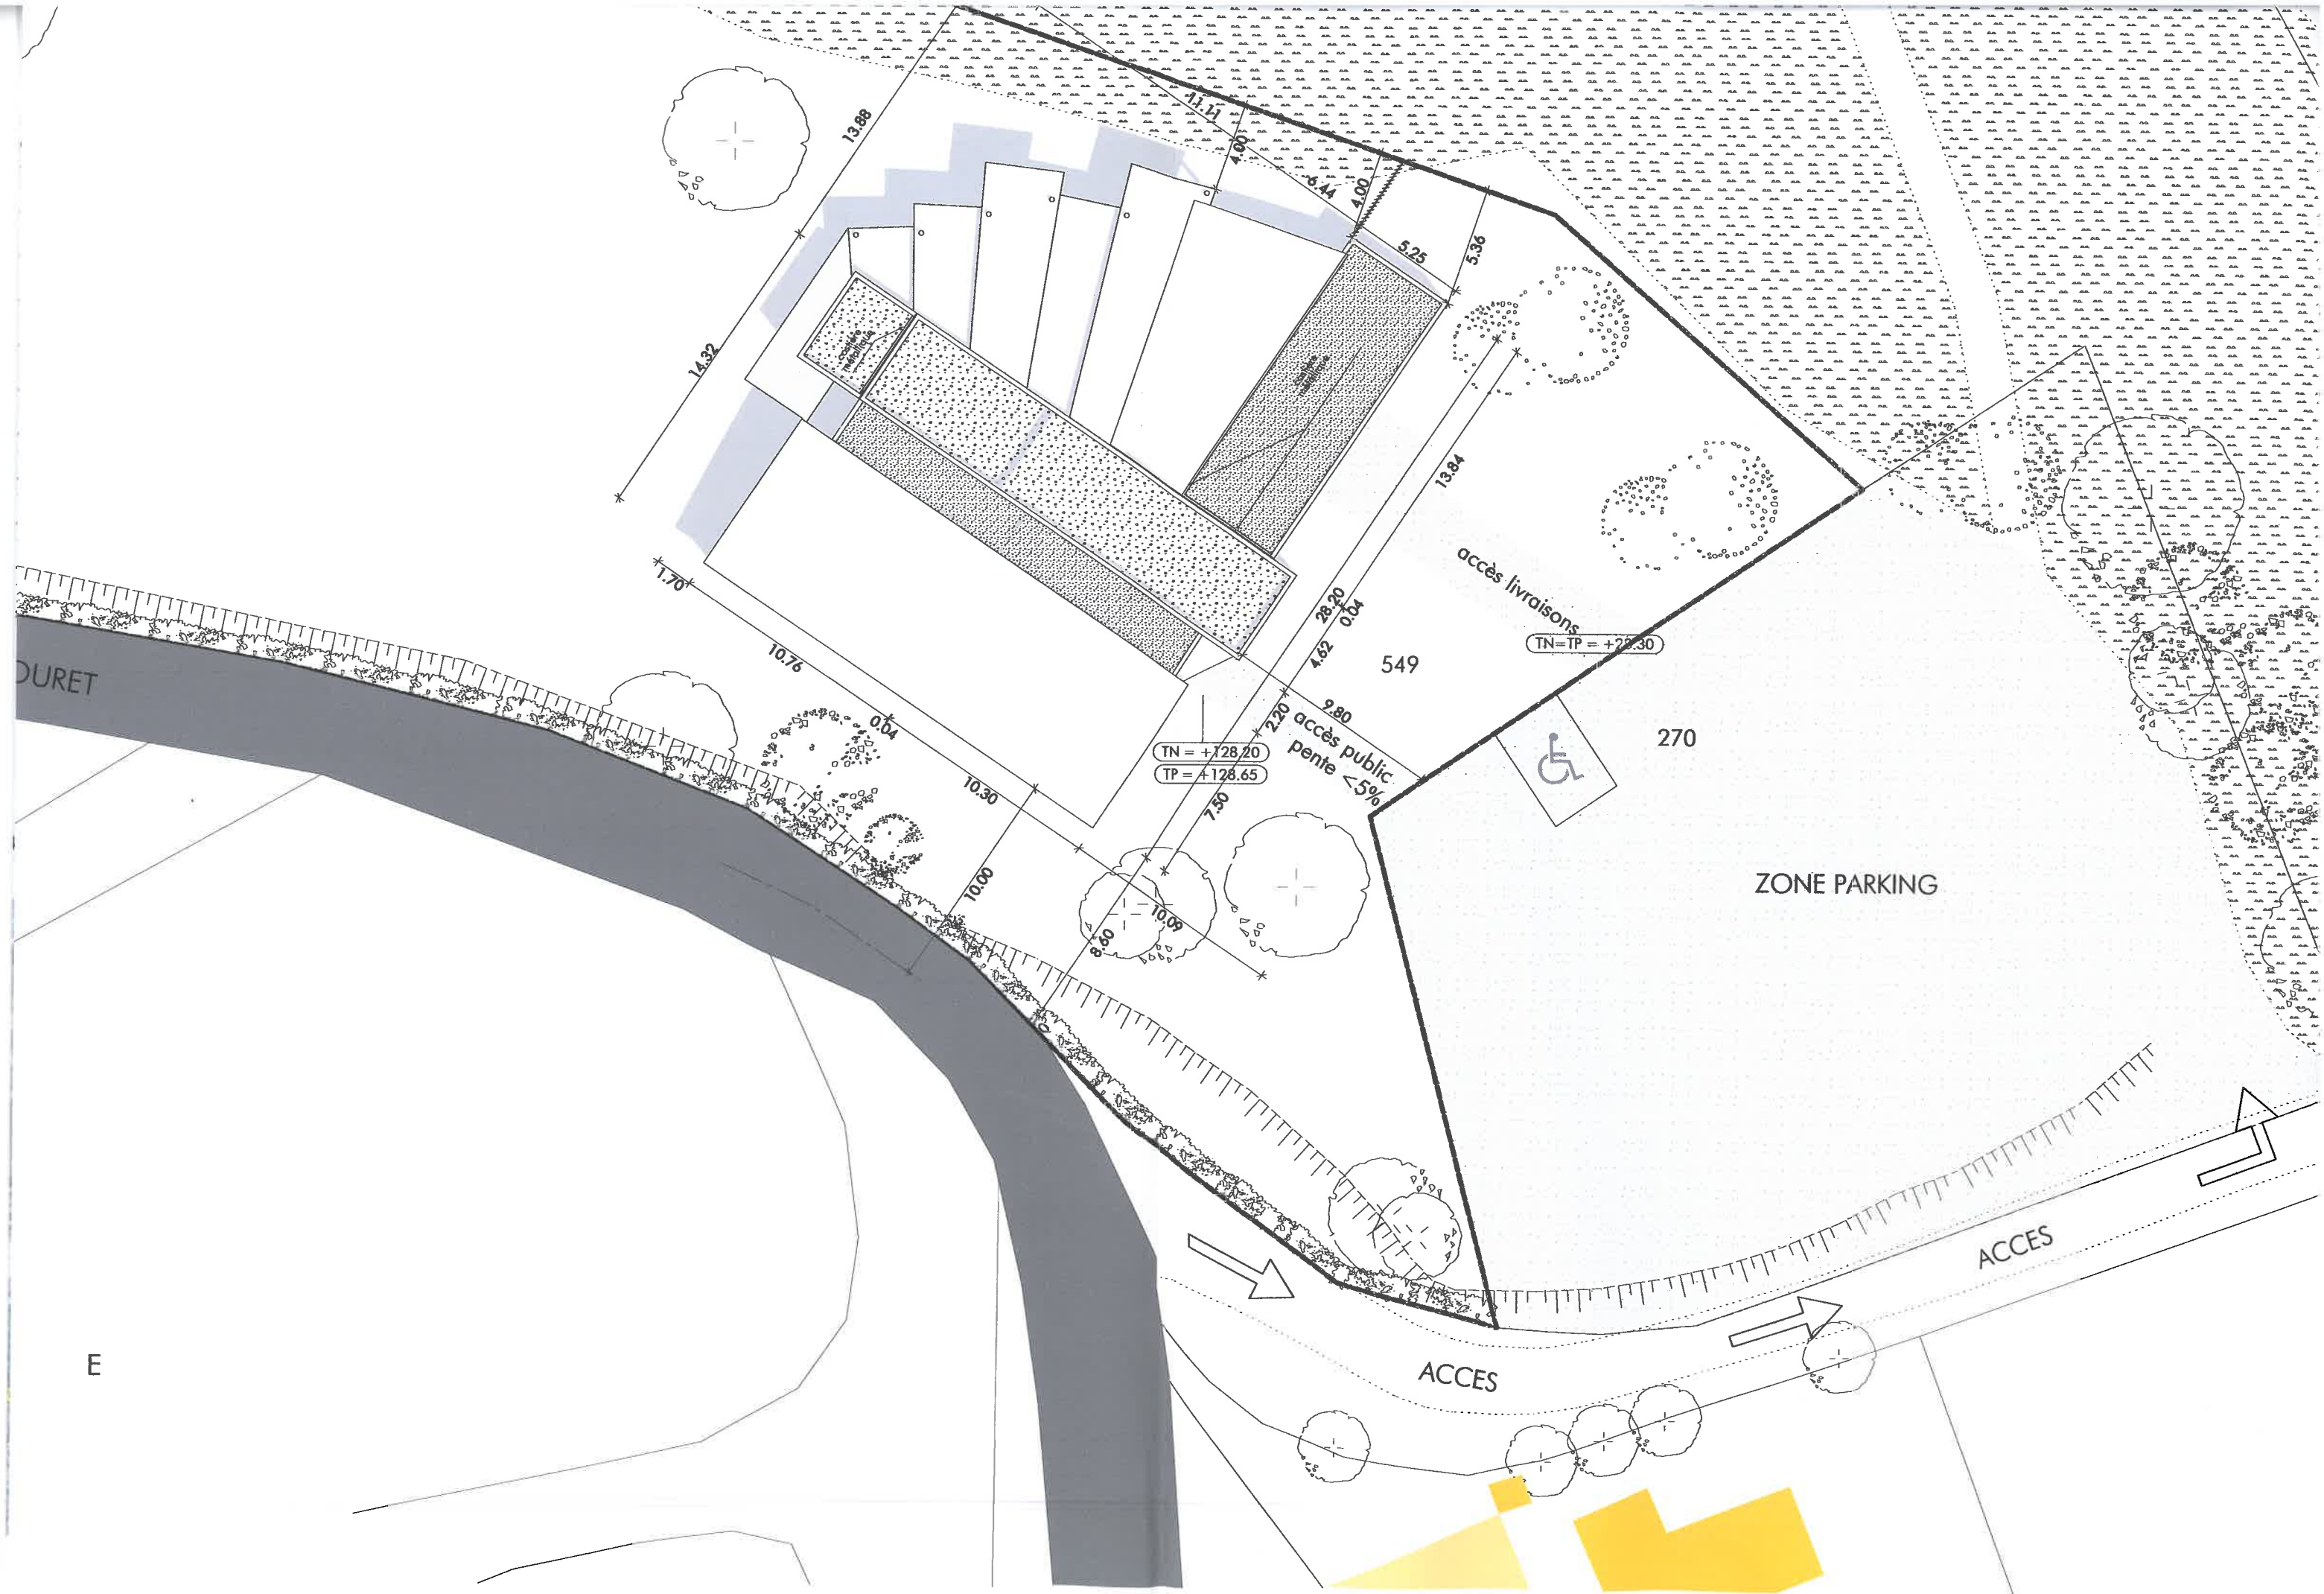 13.88
11.11
4.00
6.44
4.00
5.25
5.36
14.32
13.84
accès livraisons
TN=TP = +
30
28.20
0.04
4.62
549
1.70
10.76
0.04
10.30
9.80
2.20
accès public
pente <5%
TN = +128.20
TP = +128.65
7.50
270
OURET
10.00
10.09
8.60
ZONE PARKING
ACCES
ACCES
E